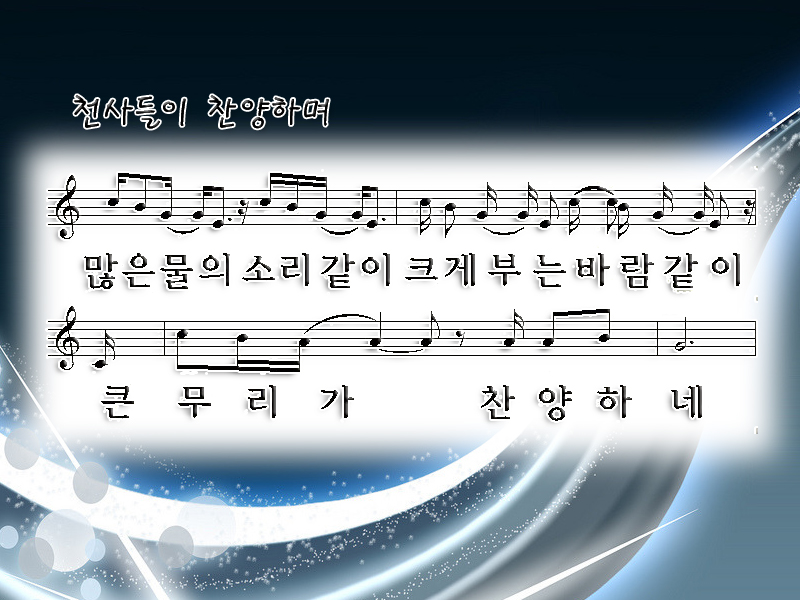 천사들이 찬양하며
많은물의 소리같이 크게 부 는 바 람 같 이
큰 무 리 가 찬 양 하 네